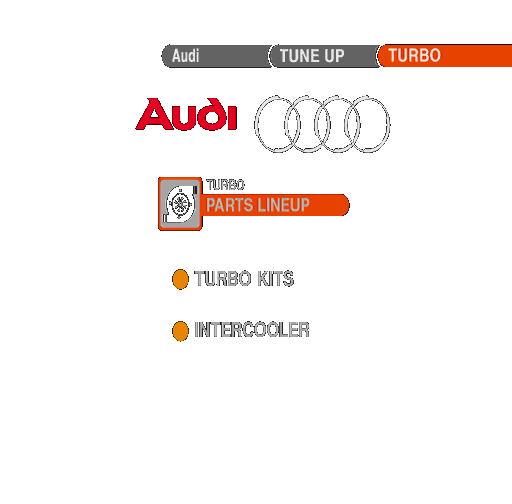 Audi TUNE UP TURBO
Audi
TURBO
PARTS LINEUP
TURBO KITS
INTERCOOLER